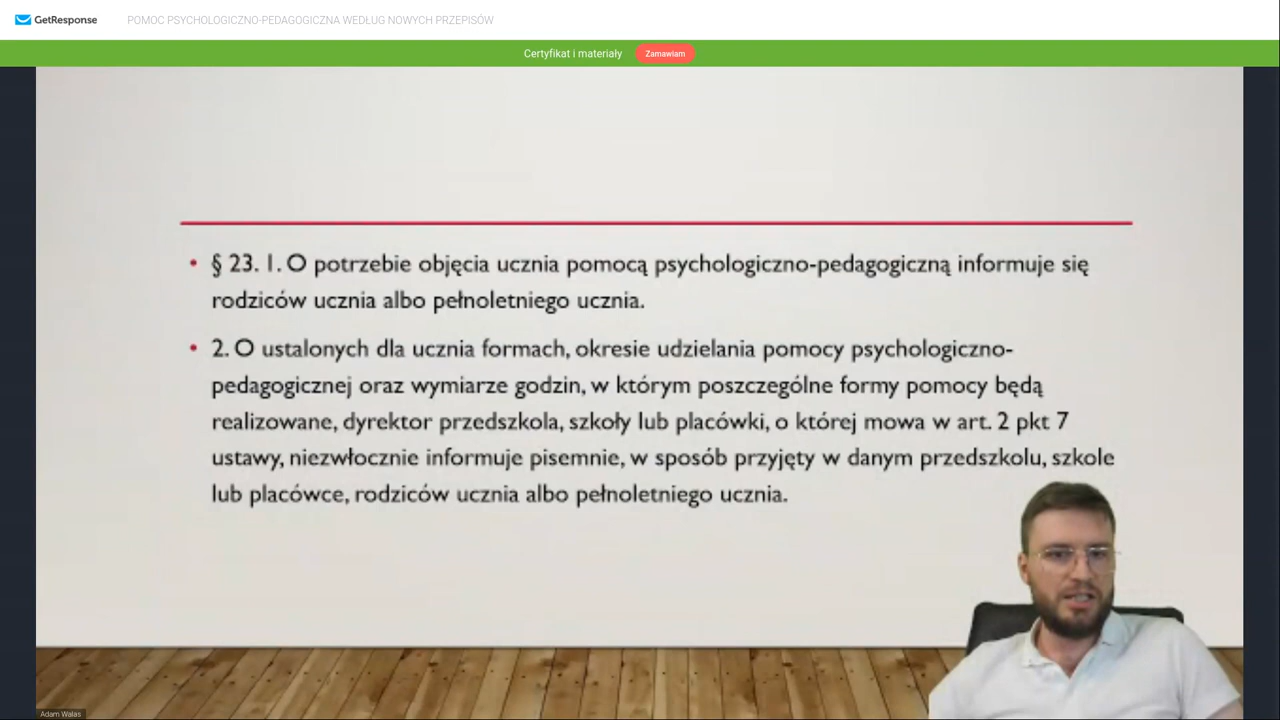 GetResponse
POMOC PSYCHOLOGICZNO-PEDAGOGICZNA WEDŁUG NOWYCH PRZEPISÓW
Certyfikat i materiały
Zamawiam
• § 23. 1. O potrzebie objęcia ucznia pomocą psychologiczno-pedagogiczną informuje się
rodziców ucznia albo pełnoletniego ucznia.
• 2. O ustalonych dla ucznia formach, okresie udzielania pomocy psychologiczno-
pedagogicznej oraz wymiarze godzin, w którym poszczególne formy pomocy będą
realizowane, dyrektor przedszkola, szkoły lub placówki, o której mowa w art. 2 pkt 7
ustawy, niezwłocznie informuje pisemnie, w sposób przyjęty w danym przedszkolu, szkole
lub placówce, rodziców ucznia albo pełnoletniego ucznia.
Adam Walas